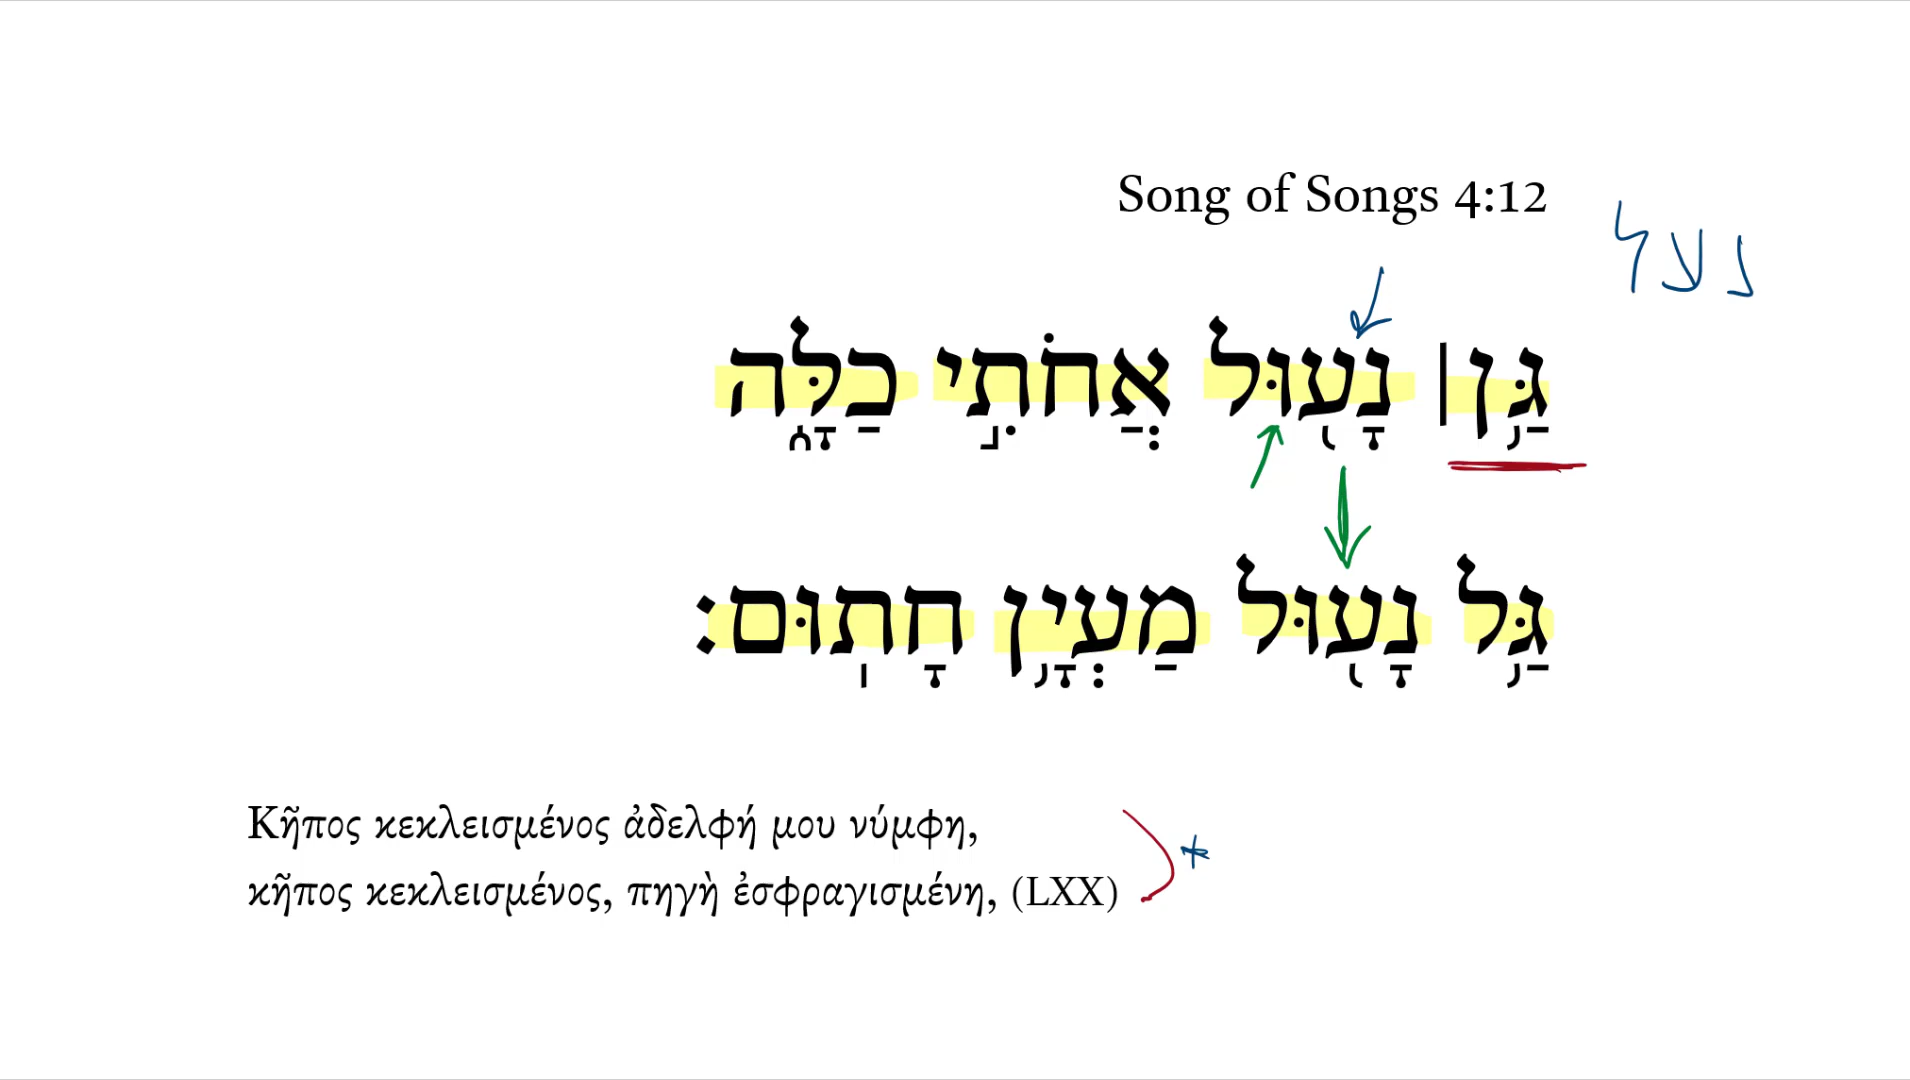 Song of Songs 4:12
נעל
גַּ֥ן׀ נָע֖וּל אֲחֹתִ֣י כַלָּ֑ה
גַּ֥ל נָע֖וּל מַעְיָ֥ן חָתֽוּם׃
Κῆπος κεκλεισμένος ἀδελφή μου νύμφη,
κῆπος κεκλεισμένος, πηγὴ ἐσφραγισμένη, (LXX)
*